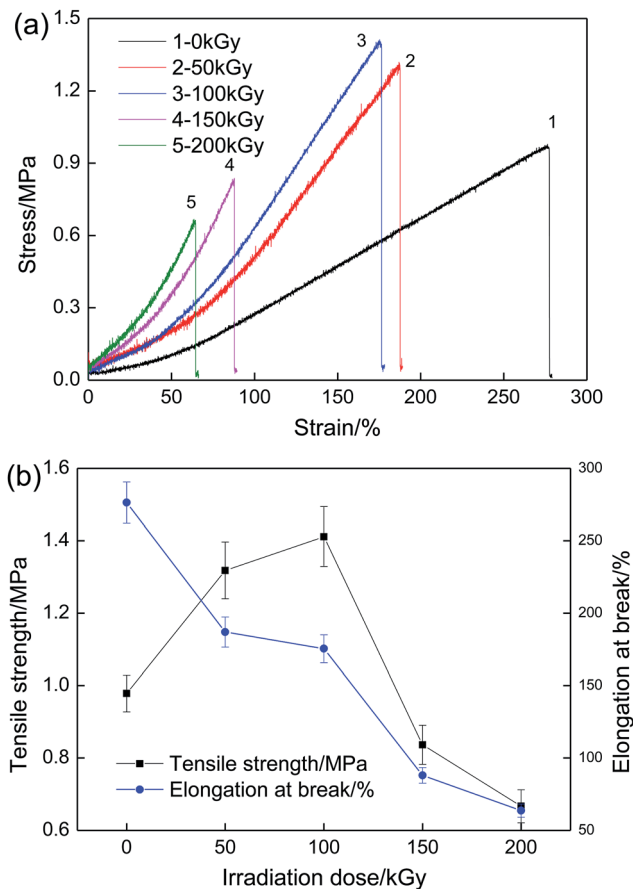 (a)
1.5
1.2
0.9
0.6
0.3
0.0
Stress/MPa
1-0kGy
2-50kGy
3-100kGy
4-150kGy
5-200kGy
3
2
1
4
5
0 50 100 150 200 250 300
Strain/%
(b)
1.6
1.4
1.2
1.0
0.8
0.6
Tensile strength/MPa
300
250
200
150
100
50
Elongation at break/%
Tensile strength/MPa
Elongation at break/%
0 50 100 150 200
Irradiation dose/kGy